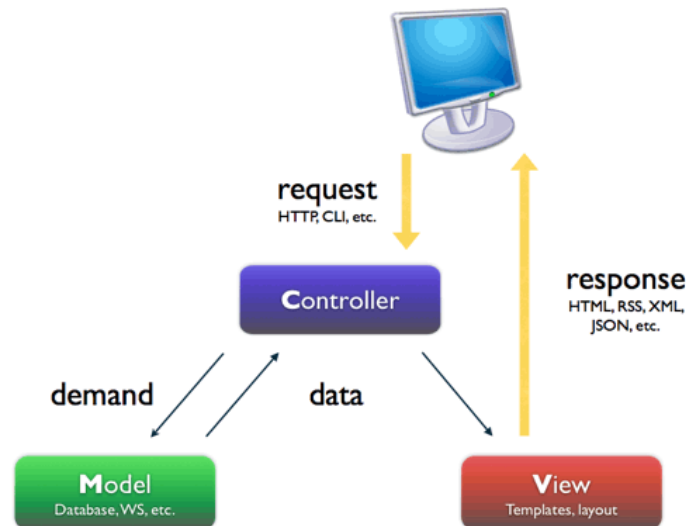 request
HTTP, CLI, etc.
Controller
response
HTML, RSS, XML,
JSON, etc.
demand
data
Model
Database, WS, etc.
View
Templates, layout